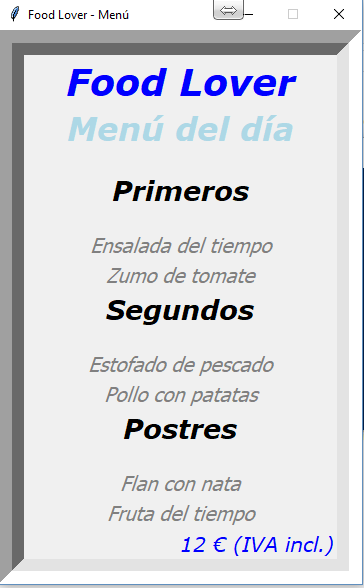 Food Lover - Menú
Food Lover
Menú del día
Primeros
Ensalada del tiempo
Zumo de tomate
Segundos
Estofado de pescado
Pollo con patatas
Postres
Flan con nata
Fruta del tiempo
12 € (IVA incl.)